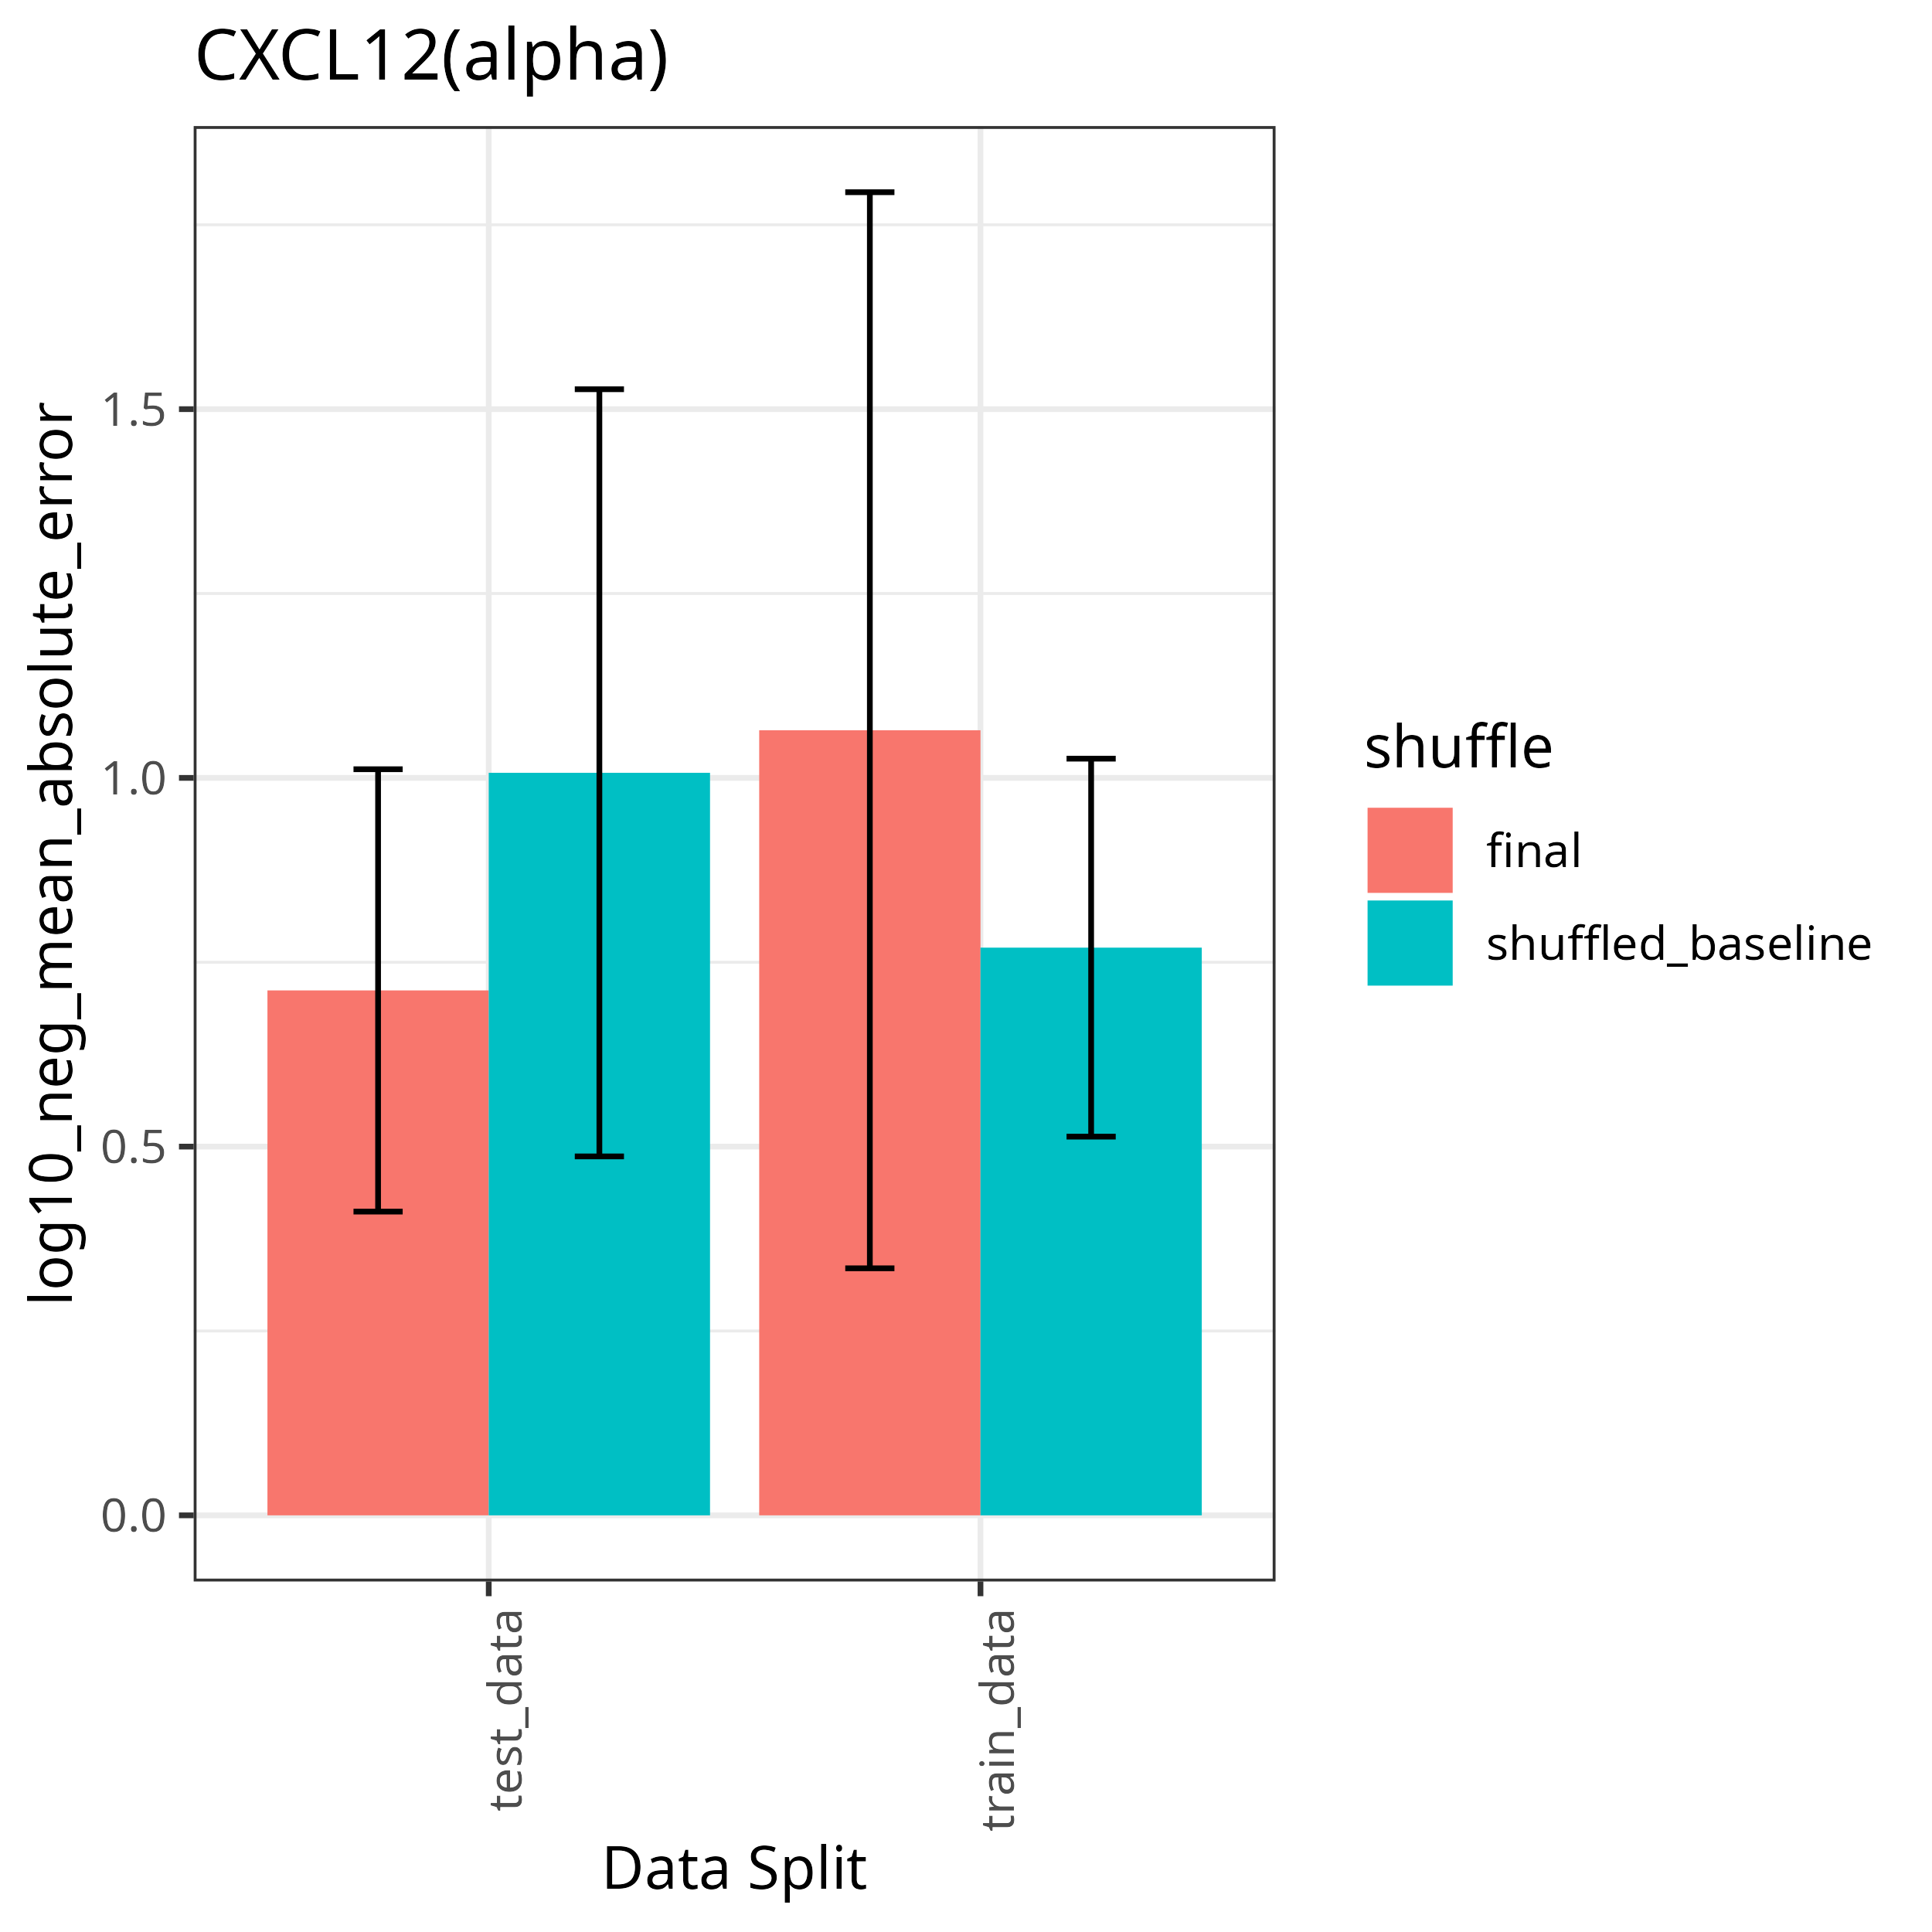 CXCL12(alpha)
log10_neg_mean_absolute_error
1.5
1.0
0.5
0.0
test_data
train_data
Data Split
shuffle
final
shuffled_baseline